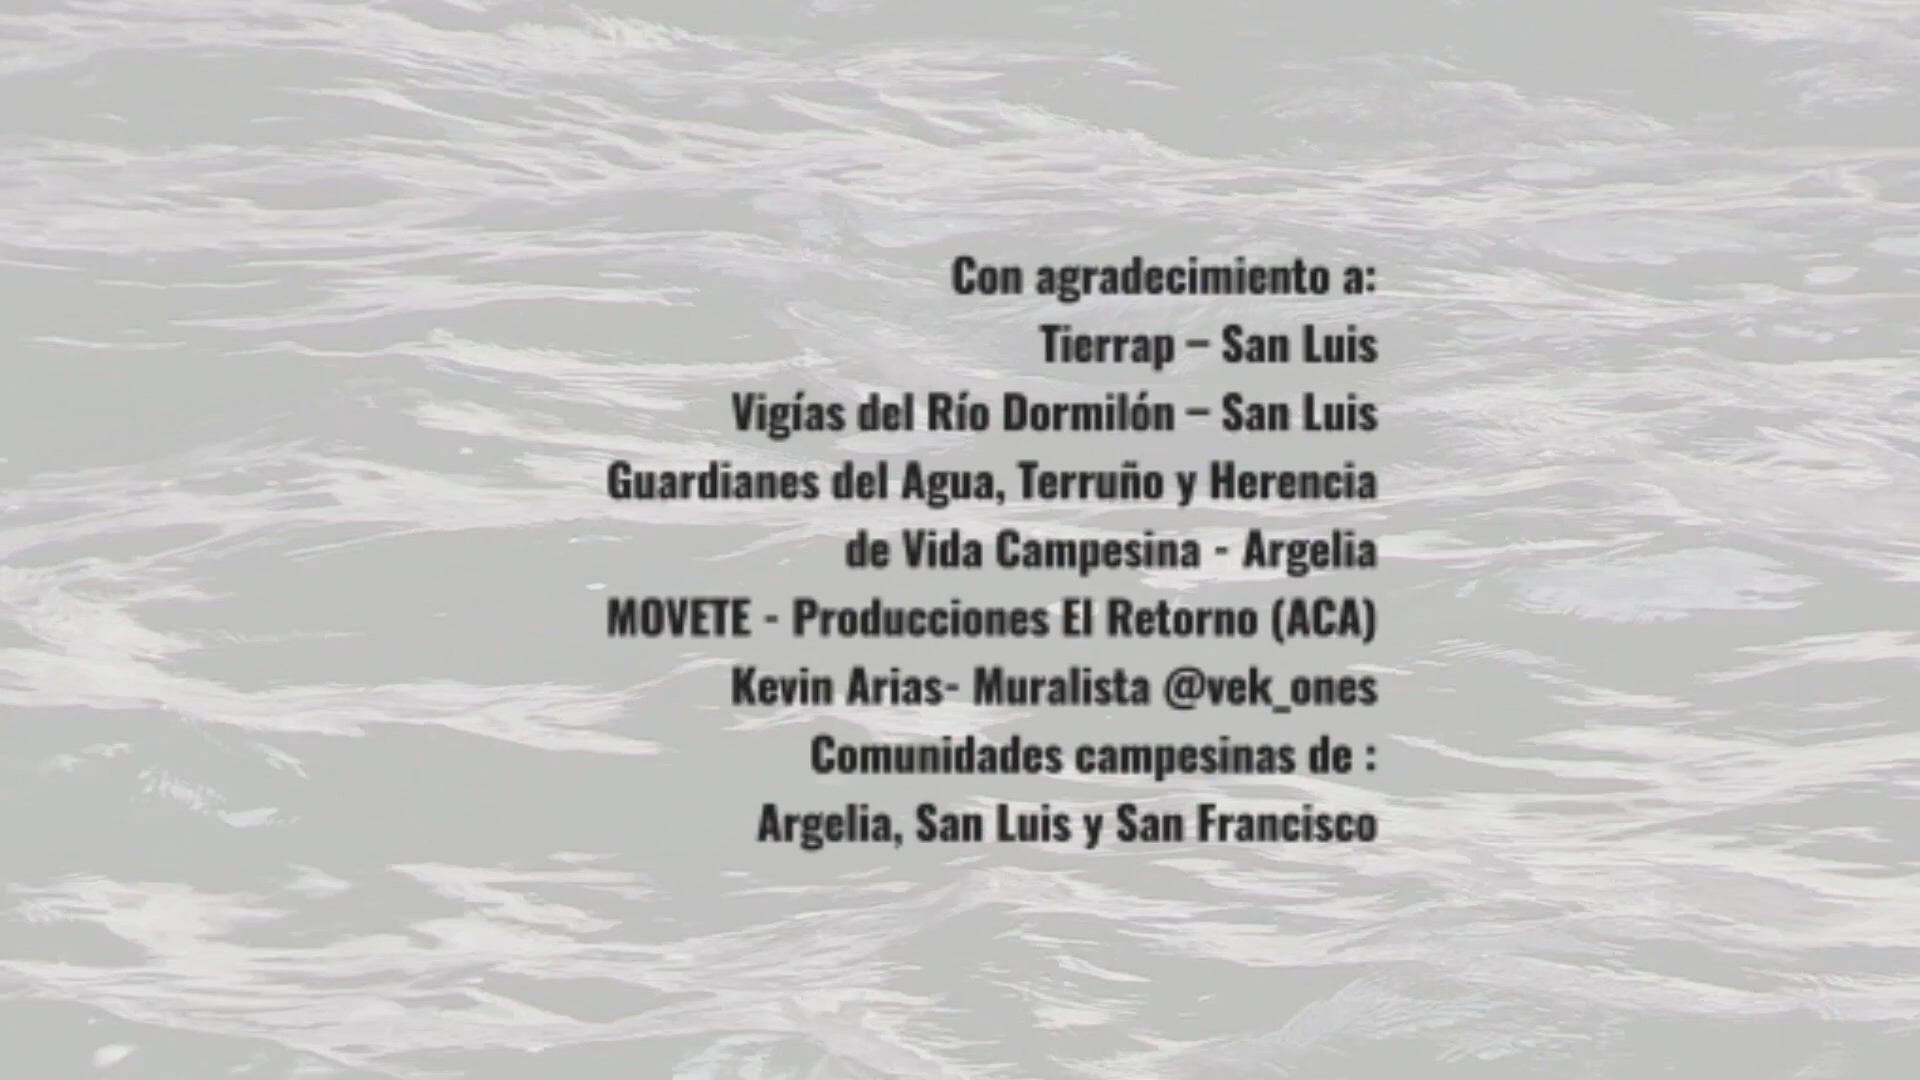 Con agradecimiento a:
Tierrap – San Luis
Vigías del Río Dormilón – San Luis
Guardianes del Agua, Terruño y Herencia
de Vida Campesina - Argelia
MOVETE - Producciones El Retorno (ACA)
Kevin Arias- Muralista @vek_ones
Comunidades campesinas de :
Argelia, San Luis y San Francisco